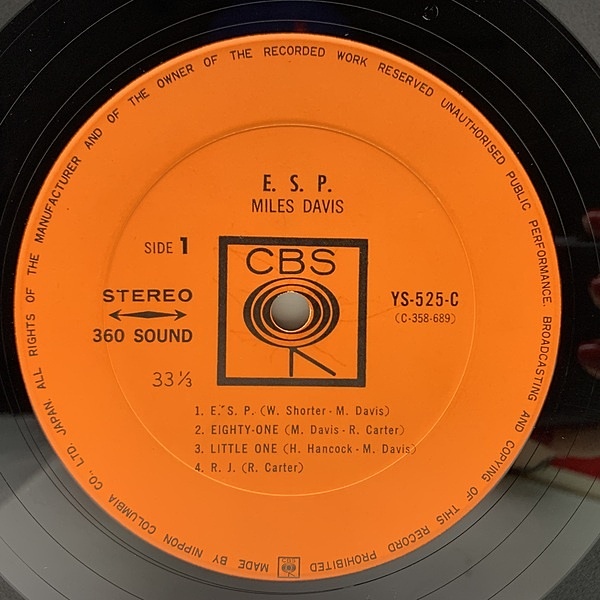 ALL RIGHTS OF THE MANUFACTURER AND OF THE OWNER OF THE RECORDED WORK RESERVED UNAUTHORISED PUBLIC PERFORMANCE, BROADCASTING AND COPYING OF THIS RECORD PROHIBITED
E. S. P.
MILES DAVIS
SIDE 1
CBS
STEREO
360 SOUND
YS-525-C
(C-358-689)
33 1/3
1. E. S. P. (W. Shorter - M. Davis)
2. EIGHTY-ONE (M. Davis - R. Carter)
3. LITTLE ONE (H. Hancock - M. Davis)
4. R. J. (R. Carter)
CBS
MADE BY NIPPON COLUMBIA CO., LTD. JAPAN.